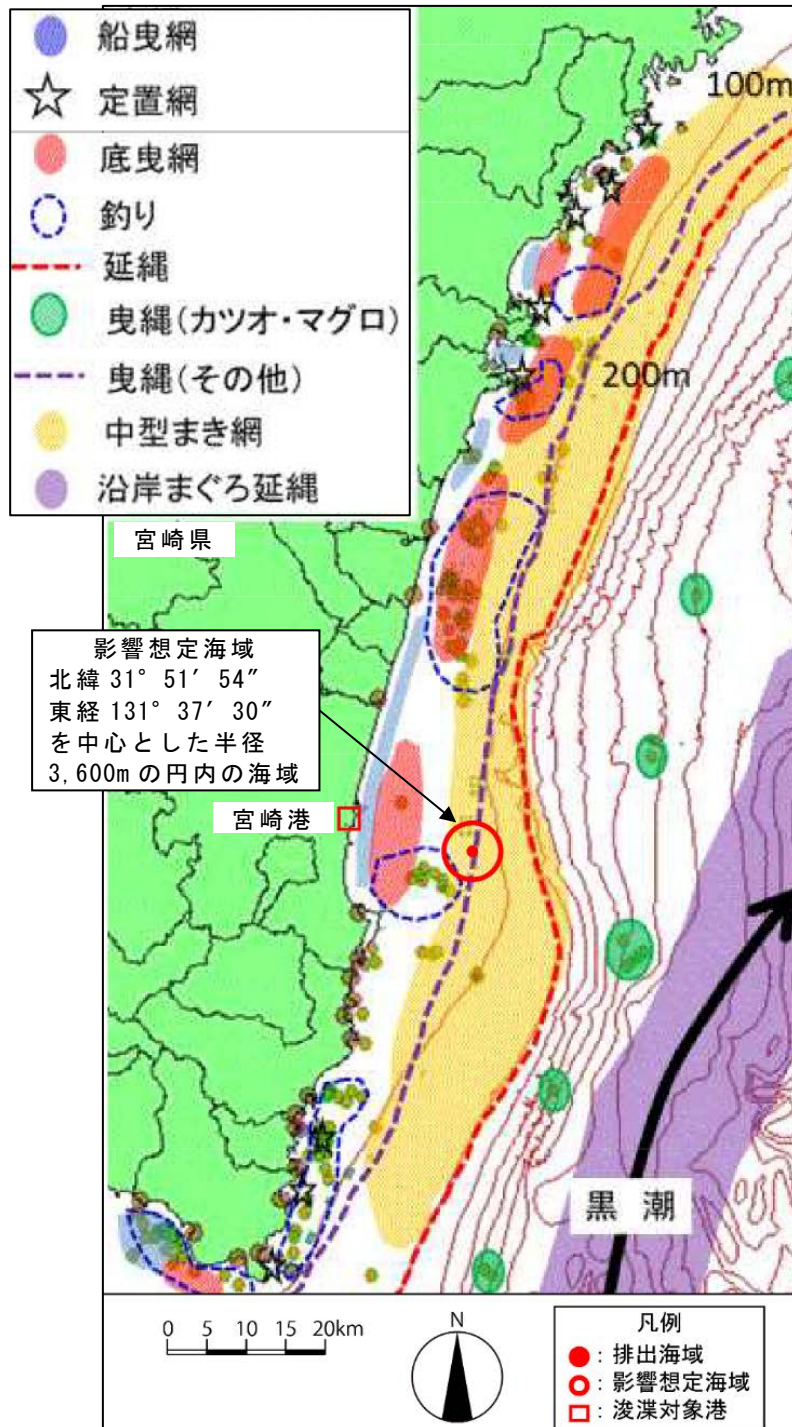 船曳網
定置網
底曳網
釣り
延縄
曳縄(カツオ・マグロ)
曳縄(その他)
中型まき網
沿岸まぐろ延縄
100m
200m
宮崎県
影響想定海域
北緯 31° 51′ 54″
東経 131° 37′ 30″
を中心とした半径
3,600m の円内の海域
宮崎港
黒 潮
0 5 10 15 20km
N
凡例
:排出海域
:影響想定海域
:浚渫対象港